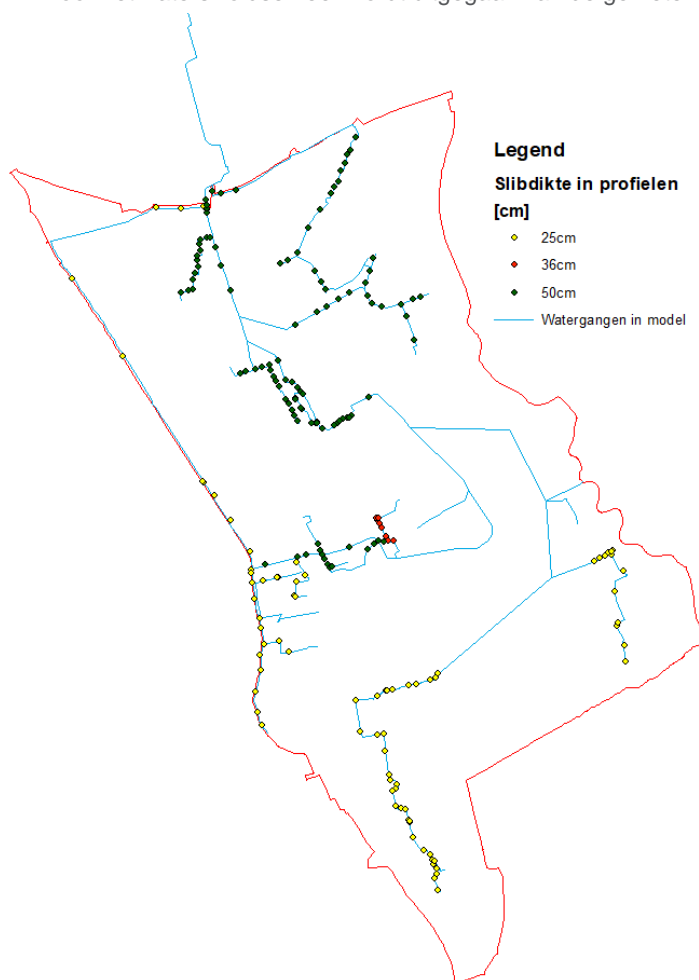 Legend
Slibdikte in profielen
[cm]
25cm
36cm
50cm
Watergangen in model